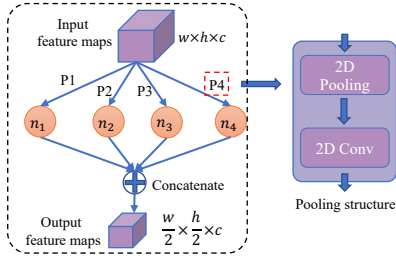 Input
feature maps
w×h×c
P1
P2
P3
P4
n₁
n₂
n₃
n₄
Concatenate
Output
feature maps
w/2 × h/2 ×c
2D
Pooling
2D Conv
Pooling structure